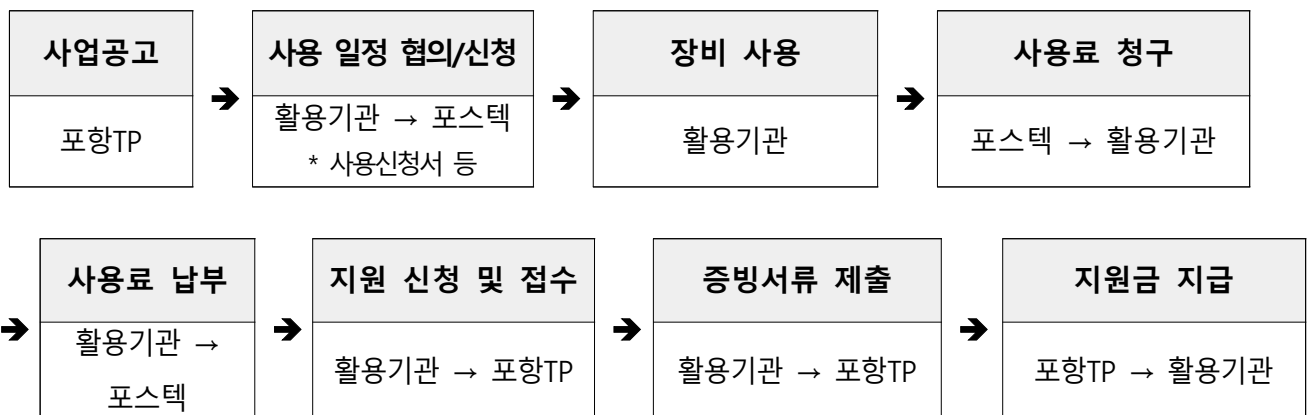 사업공고
포항TP
➔
사용 일정 협의/신청
활용기관 → 포스텍
* 사용신청서 등
➔
장비 사용
활용기관
➔
사용료 청구
포스텍 → 활용기관
➔
사용료 납부
활용기관 →
포스텍
➔
지원 신청 및 접수
활용기관 → 포항TP
➔
증빙서류 제출
활용기관 → 포항TP
➔
지원금 지급
포항TP → 활용기관